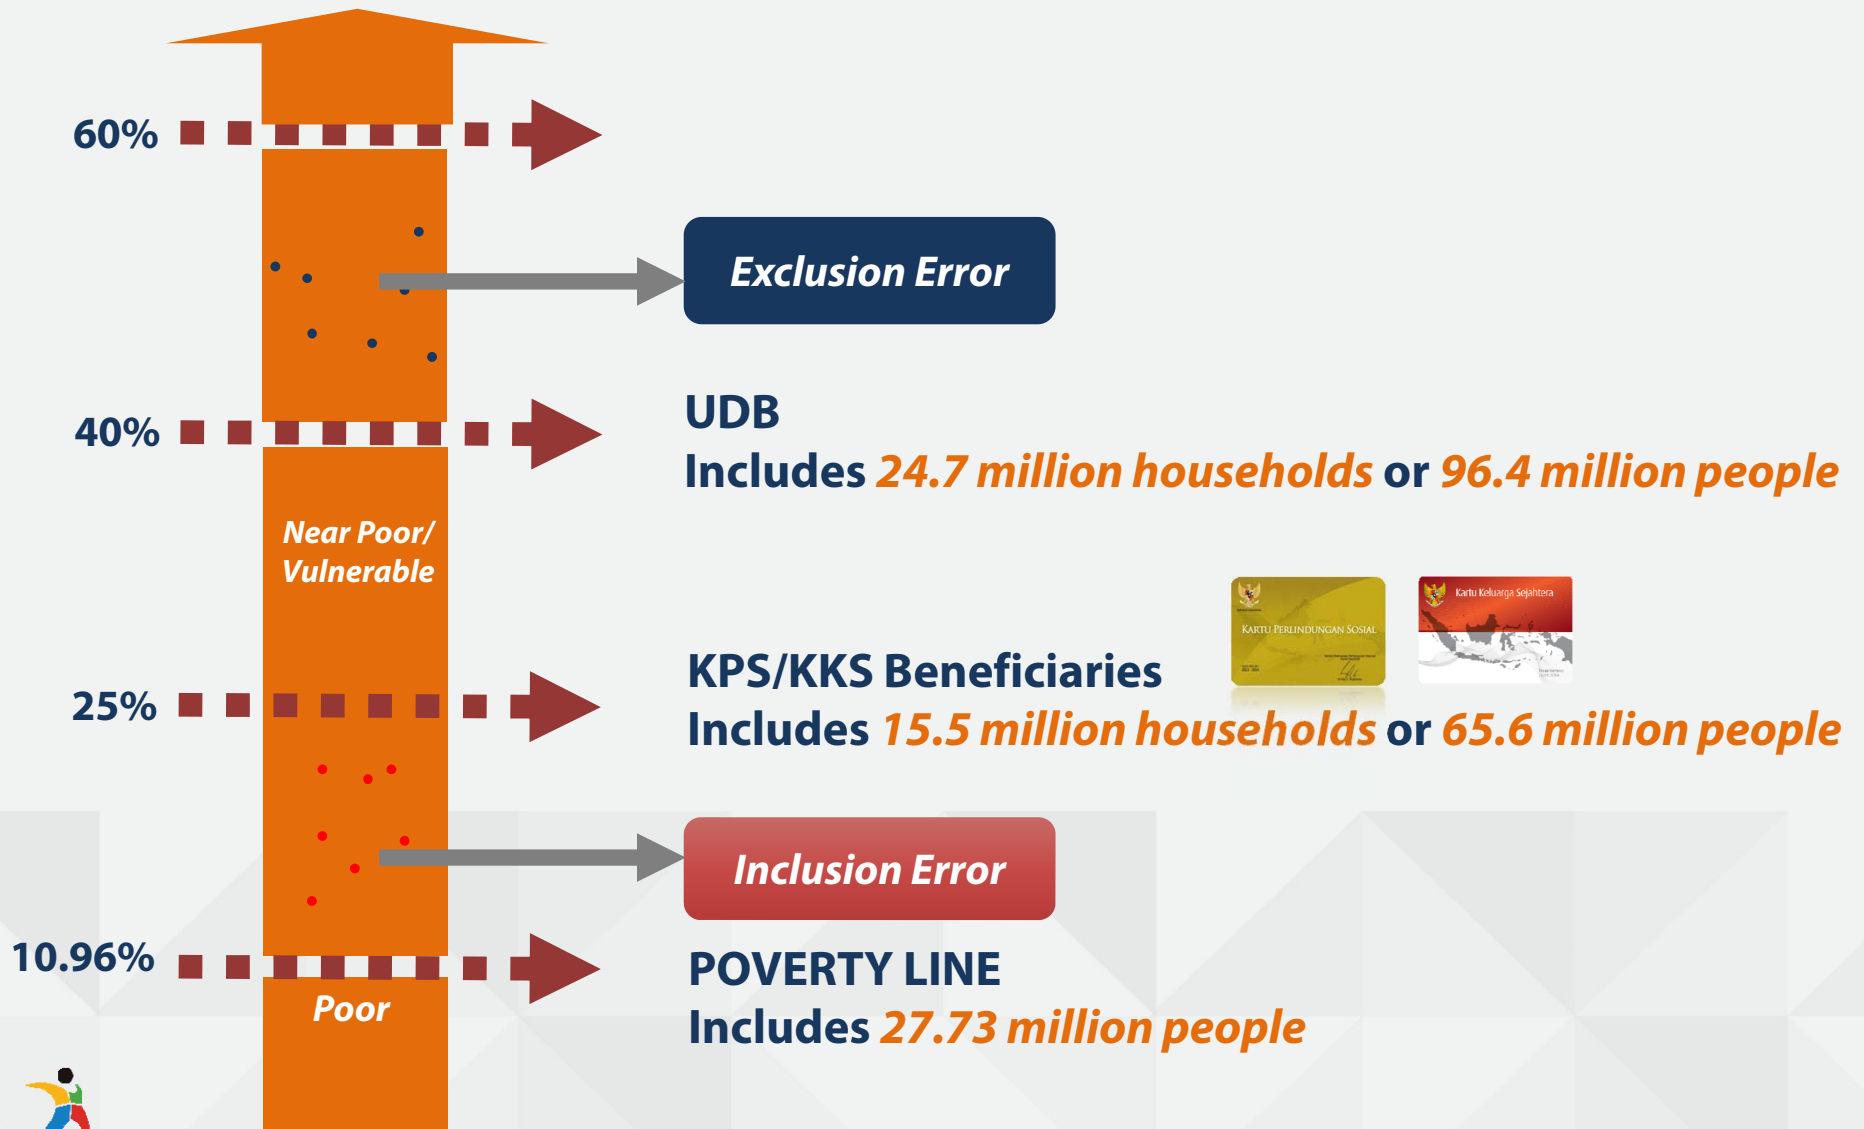 60%
Exclusion Error
40%
UDB
Includes 24.7 million households or 96.4 million people
Near Poor/
Vulnerable
KARTU PERLINDUNGAN SOSIAL
Kartu Keluarga Sejahtera
25%
KPS/KKS Beneficiaries
Includes 15.5 million households or 65.6 million people
Inclusion Error
10.96%
POVERTY LINE
Includes 27.73 million people
Poor